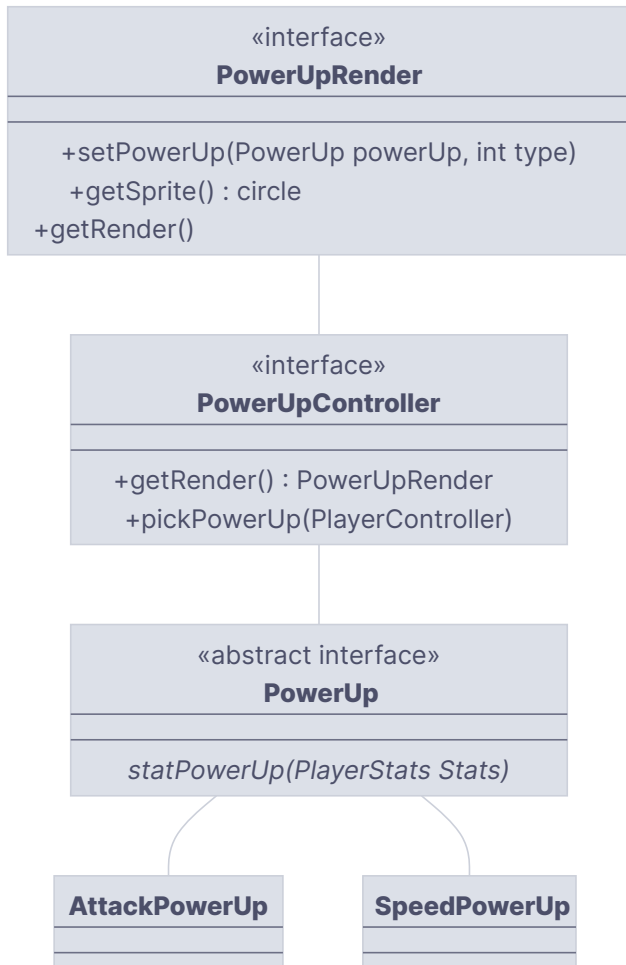 «interface»
PowerUpRender
+setPowerUp(PowerUp powerUp, int type)
+getSprite() : circle
+getRender()
«interface»
PowerUpController
+getRender() : PowerUpRender
+pickPowerUp(PlayerController)
«abstract interface»
PowerUp
statPowerUp(PlayerStats Stats)
AttackPowerUp
SpeedPowerUp